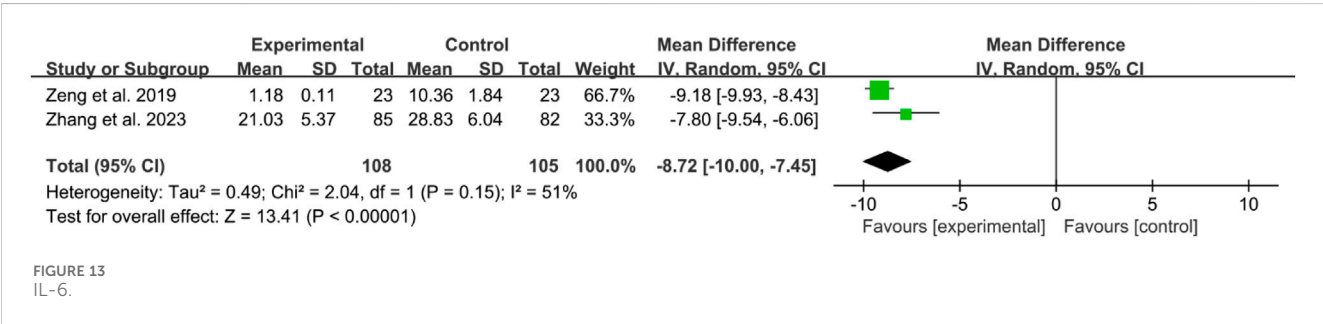 Experimental Control Mean Difference Mean Difference
Study or Subgroup Mean SD Total Mean SD Total Weight IV, Random, 95% CI IV, Random, 95% CI
Zeng et al. 2019 1.18 0.11 23 10.36 1.84 23 66.7% -9.18 [-9.93, -8.43]
Zhang et al. 2023 21.03 5.37 85 28.83 6.04 82 33.3% -7.80 [-9.54, -6.06]
Total (95% CI) 108 105 100.0% -8.72 [-10.00, -7.45]
Heterogeneity: Tau² = 0.49; Chi² = 2.04, df = 1 (P = 0.15); I² = 51%
Test for overall effect: Z = 13.41 (P < 0.00001)
-10 -5 0 5 10
Favours [experimental] Favours [control]
FIGURE 13
IL-6.